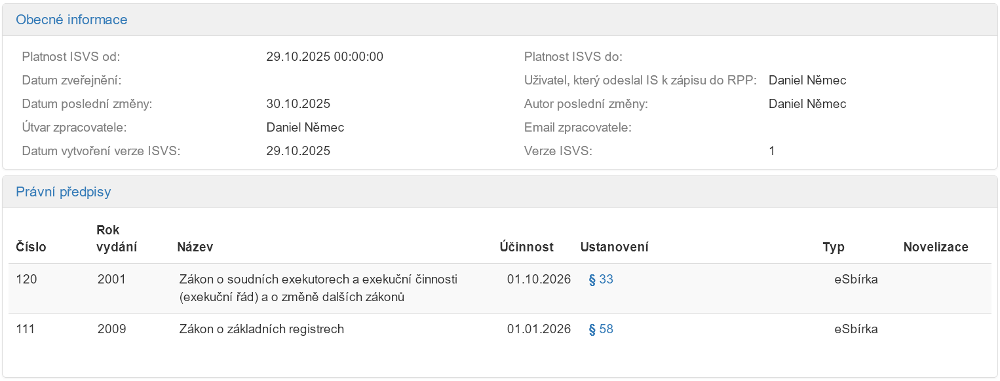 Obecné informace
Platnost ISVS od: 29.10.2025 00:00:00 Platnost ISVS do:
Datum zveřejnění: Uživatel, který odeslal IS k zápisu do RPP: Daniel Němec
Datum poslední změny: 30.10.2025 Autor poslední změny: Daniel Němec
Útvar zpracovatele: Daniel Němec Email zpracovatele:
Datum vytvoření verze ISVS: 29.10.2025 Verze ISVS: 1
Právní předpisy
Číslo Rok vydání Název Účinnost Ustanovení Typ Novelizace
120 2001 Zákon o soudních exekutorech a exekuční činnosti 01.10.2026 § 33 eSbírka
(exekuční řád) a o změně dalších zákonů
111 2009 Zákon o základních registrech 01.01.2026 § 58 eSbírka